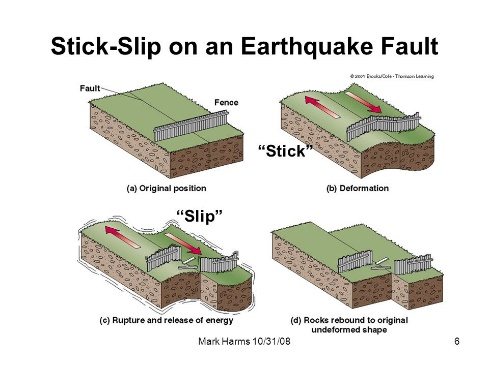 Stick-Slip on an Earthquake Fault
© 2001 Brooks/Cole - Thomson Learning
Fault
Fence
“Stick”
(a) Original position
(b) Deformation
“Slip”
(c) Rupture and release of energy
(d) Rocks rebound to original
undeformed shape
Mark Harms 10/31/08
6